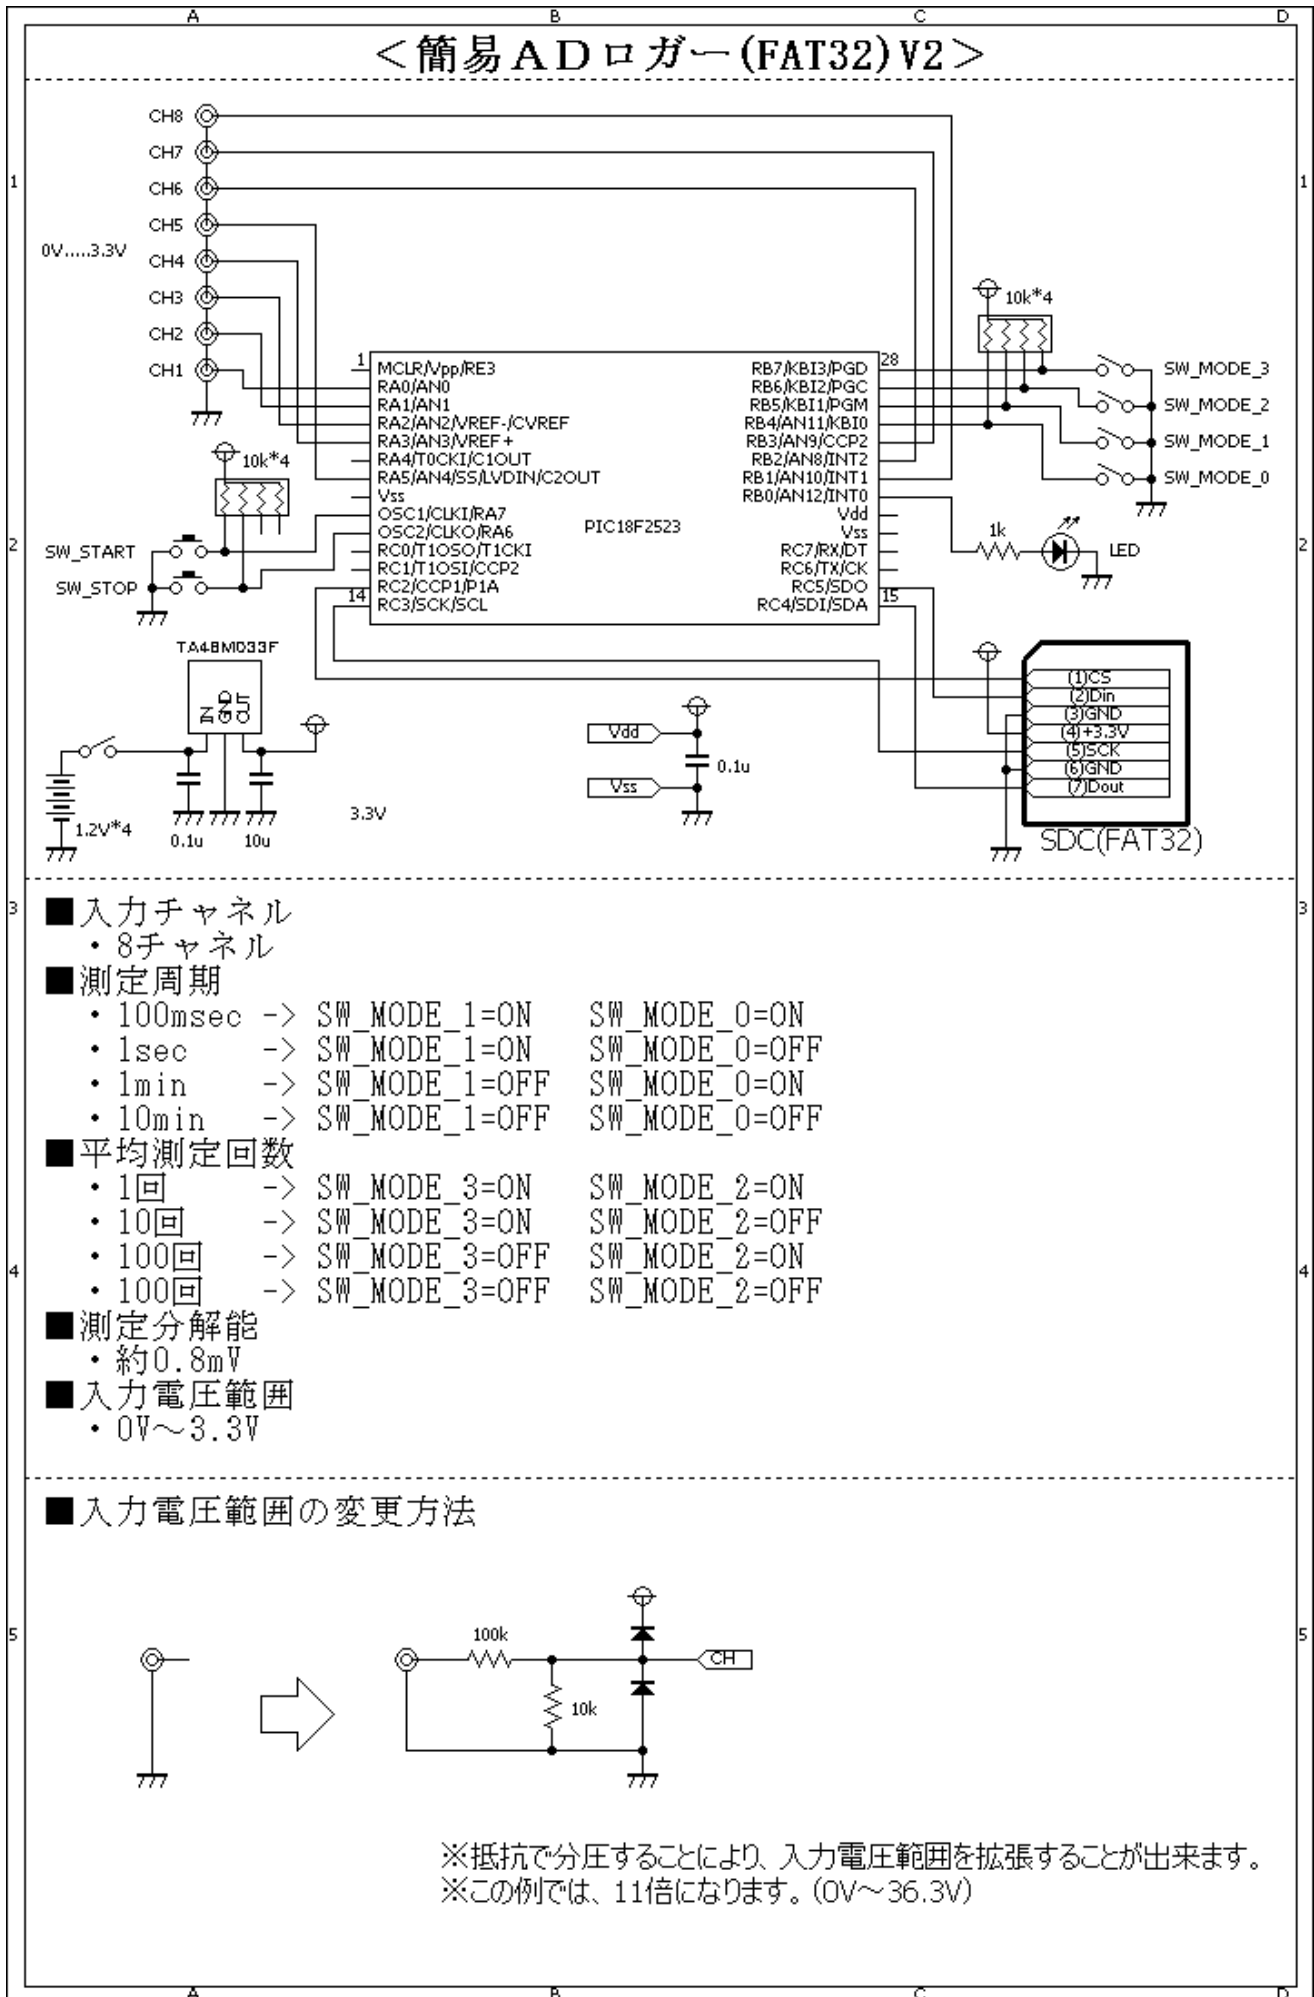 A B C D
＜簡易ＡＤロガー(FAT32)V2＞
CH8
CH7
1 1
CH6
CH5
0V.....3.3V
CH4
CH3
10k*4
CH2
CH1
1 MCLR/Vpp/RE3
RA0/AN0
RA1/AN1
RA2/AN2/VREF-/CVREF
RA3/AN3/VREF+
RA4/T0CKI/C1OUT
RA5/AN4/SS/LVDIN/C2OUT
Vss
OSC1/CLKI/RA7
OSC2/CLKO/RA6
RC0/T1OSO/T1CKI
RC1/T1OSI/CCP2
RC2/CCP1/P1A
14 RC3/SCK/SCL
PIC18F2523
RB7/KBI3/PGD 28
RB6/KBI2/PGC
RB5/KBI1/PGM
RB4/AN11/KBI0
RB3/AN9/CCP2
RB2/AN8/INT2
RB1/AN10/INT1
RB0/AN12/INT0
Vdd
Vss
RC7/RX/DT
RC6/TX/CK
RC5/SDO
RC4/SDI/SDA 15
SW_MODE_3
SW_MODE_2
SW_MODE_1
SW_MODE_0
10k*4
2 2
SW_START
SW_STOP
1k
LED
TA48M033F
IN
GND
OUT
1.2V*4
0.1u
10u
3.3V
Vdd
0.1u
Vss
(1)CS
(2)Din
(3)GND
(4)+3.3V
(5)SCK
(6)GND
(7)Dout
SDC(FAT32)
3 3
■入力チャネル
・8チャネル
■測定周期
・100msec -> SW_MODE_1=ON SW_MODE_0=ON
・1sec -> SW_MODE_1=ON SW_MODE_0=OFF
・1min -> SW_MODE_1=OFF SW_MODE_0=ON
・10min -> SW_MODE_1=OFF SW_MODE_0=OFF
■平均測定回数
・1回 -> SW_MODE_3=ON SW_MODE_2=ON
・10回 -> SW_MODE_3=ON SW_MODE_2=OFF
・100回 -> SW_MODE_3=OFF SW_MODE_2=ON
4 4
・100回 -> SW_MODE_3=OFF SW_MODE_2=OFF
■測定分解能
・約0.8mV
■入力電圧範囲
・0V～3.3V
■入力電圧範囲の変更方法
5 5
100k
CH
10k
※抵抗で分圧することにより、入力電圧範囲を拡張することが出来ます。
※この例では、11倍になります。(0V～36.3V)
A B C D